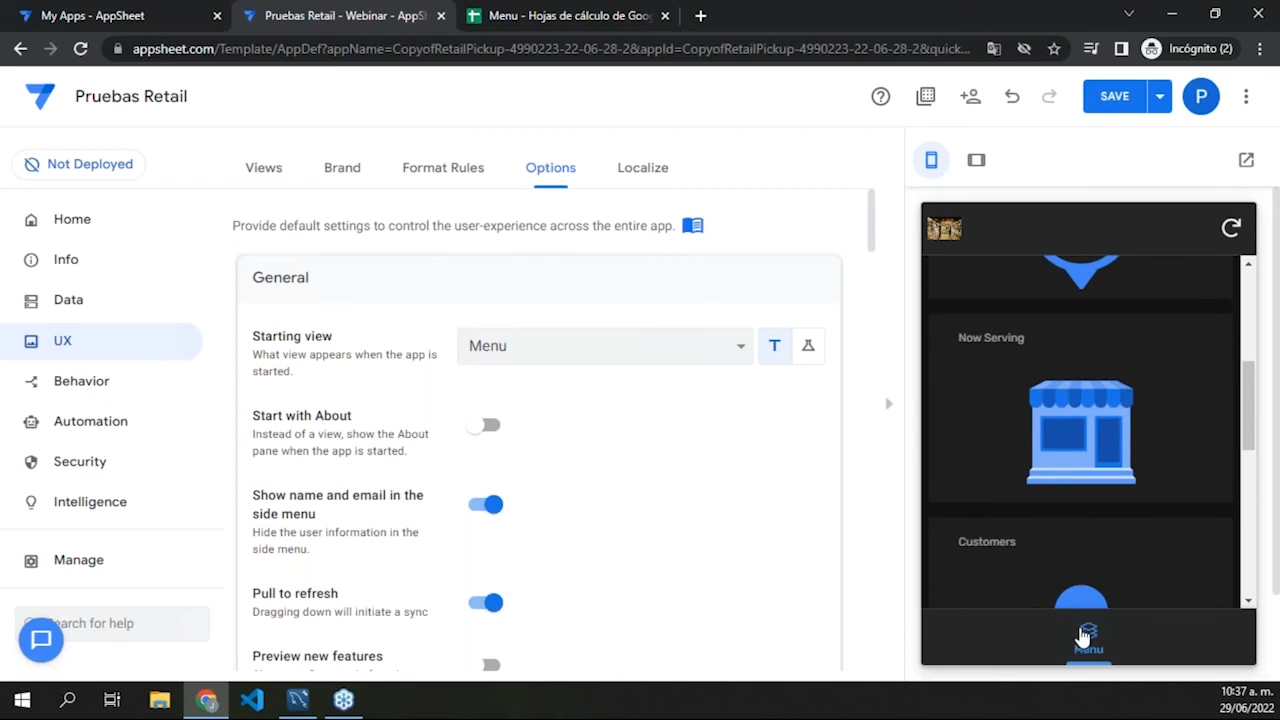 My Apps - AppSheet
Pruebas Retail - Webinar - AppSh
Menu - Hojas de cálculo de Goo
appsheet.com/Template/AppDef?appName=CopyofRetailPickup-4990223-22-06-28-2&appId=CopyofRetailPickup-4990223-22-06-28-2&quick...
Incógnito (2)
Pruebas Retail
SAVE
P
Not Deployed
Views
Brand
Format Rules
Options
Localize
Home
Info
Data
UX
Behavior
Automation
Security
Intelligence
Manage
Search for help
Provide default settings to control the user-experience across the entire app.
General
Starting view
What view appears when the app is
started.
Menu
T
Start with About
Instead of a view, show the About
pane when the app is started.
Show name and email in the
side menu
Hide the user information in the
side menu.
Pull to refresh
Dragging down will initiate a sync
Preview new features
Now Serving
Customers
Menu
10:37 a. m.
29/06/2022